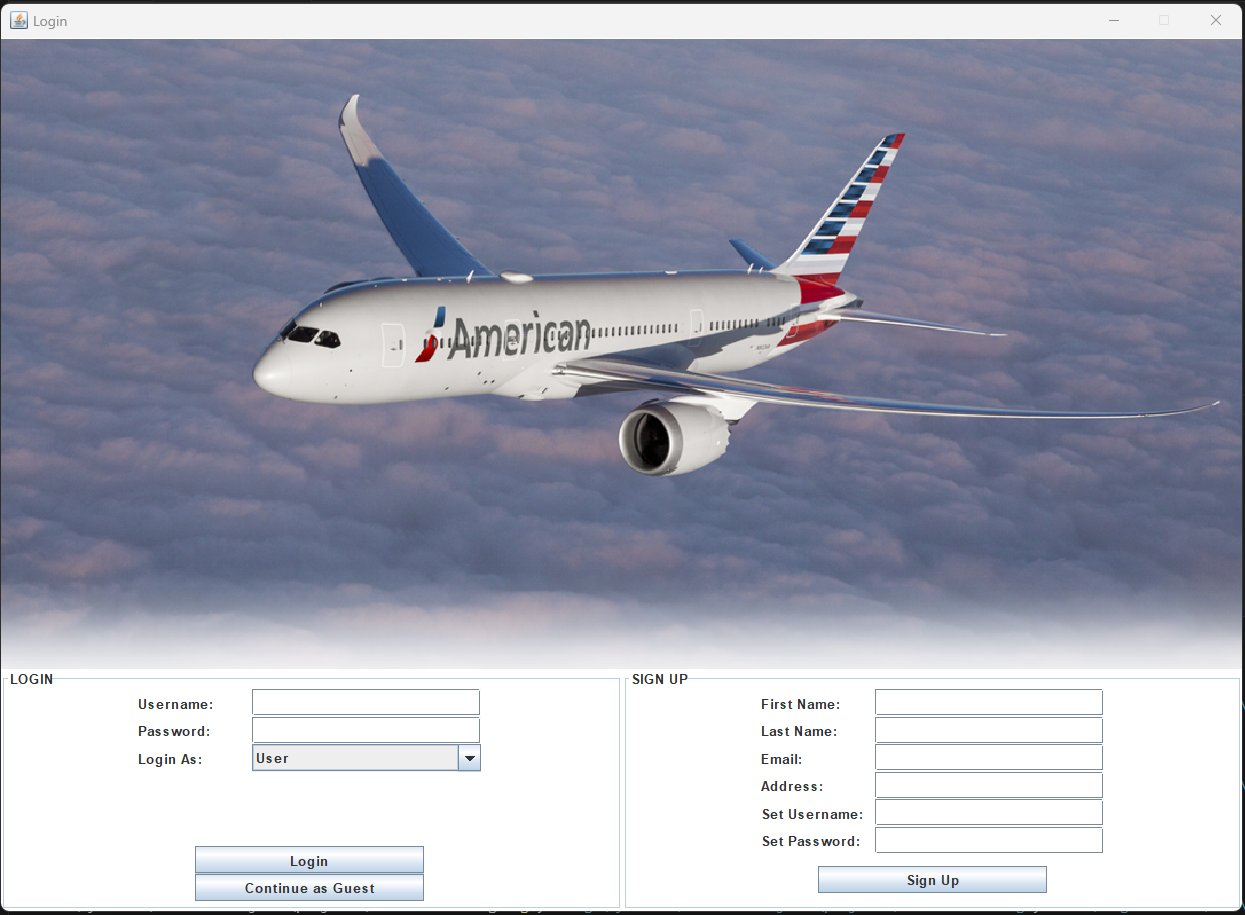 Login
American
LOGIN
Username:
Password:
Login As: User
Login
Continue as Guest
SIGN UP
First Name:
Last Name:
Email:
Address:
Set Username:
Set Password:
Sign Up